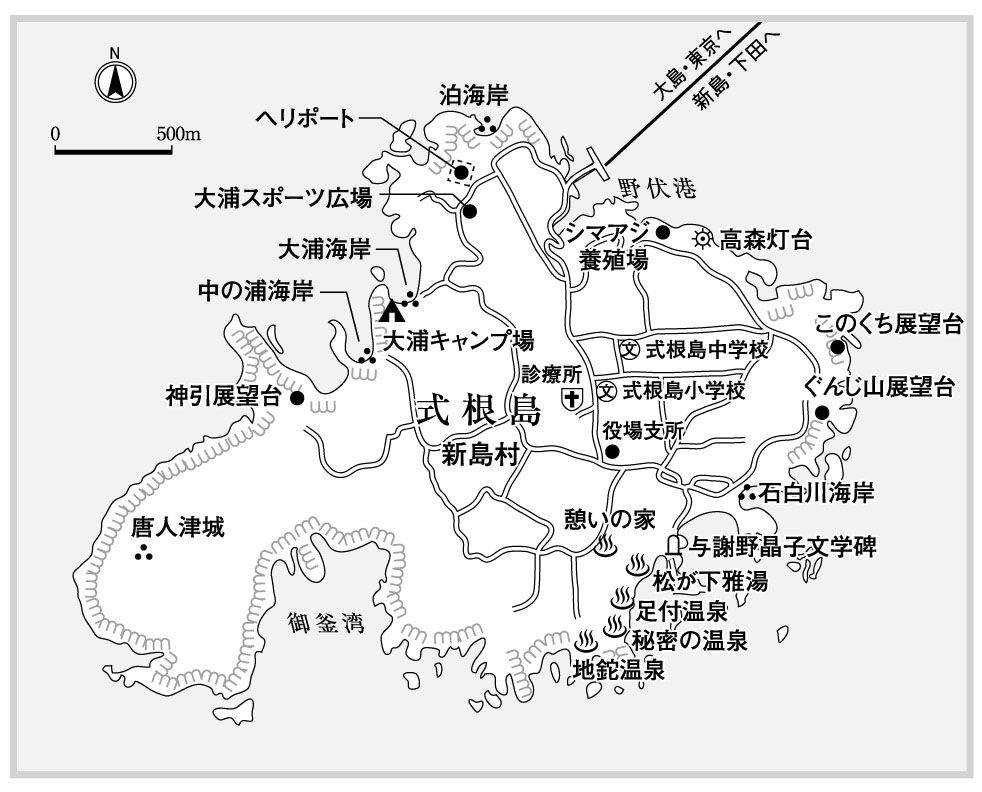 N
0 500m
大島・東京へ
新島・下田へ
泊海岸
ヘリポート
野伏港
大浦スポーツ広場
シマアジ
養殖場
高森灯台
大浦海岸
中の浦海岸
大浦キャンプ場
このくち展望台
文 式根島中学校
診療所
文 式根島小学校
ぐんじ山展望台
神引展望台
式根島
新島村
役場支所
石白川海岸
唐人津城
憩いの家
与謝野晶子文学碑
松が下雅湯
足付温泉
御釜湾
秘密の温泉
地鉈温泉